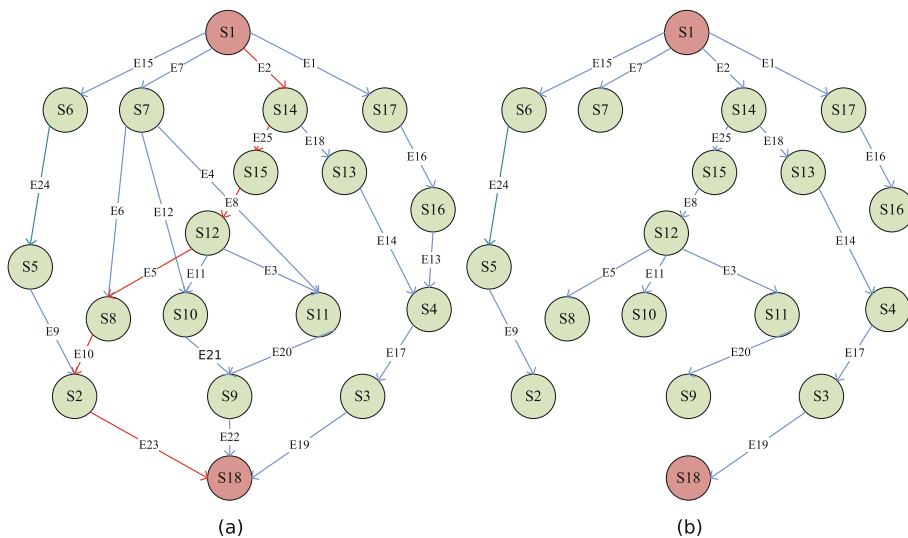 S1 S1
E15 E7 E2 E1 E15 E7 E2 E1
S6 S7 S14 S17 S6 S7 S14 S17
E25 E18 E25 E18
E16 E16
S15 S13 S15 S13
E24 E4 E24
E6 E12 E8 E8
S16 S16
S12 S12
E14 E14
E13
S5 E5 E11 E3 S5 E5 E11 E3
S8 S10 S11 S4 S8 S10 S11 S4
E9 E9
E10 E21 E20 E17 E20 E17
S2 S9 S3 S2 S9 S3
E23 E22 E19 E19
S18 S18
(a) (b)